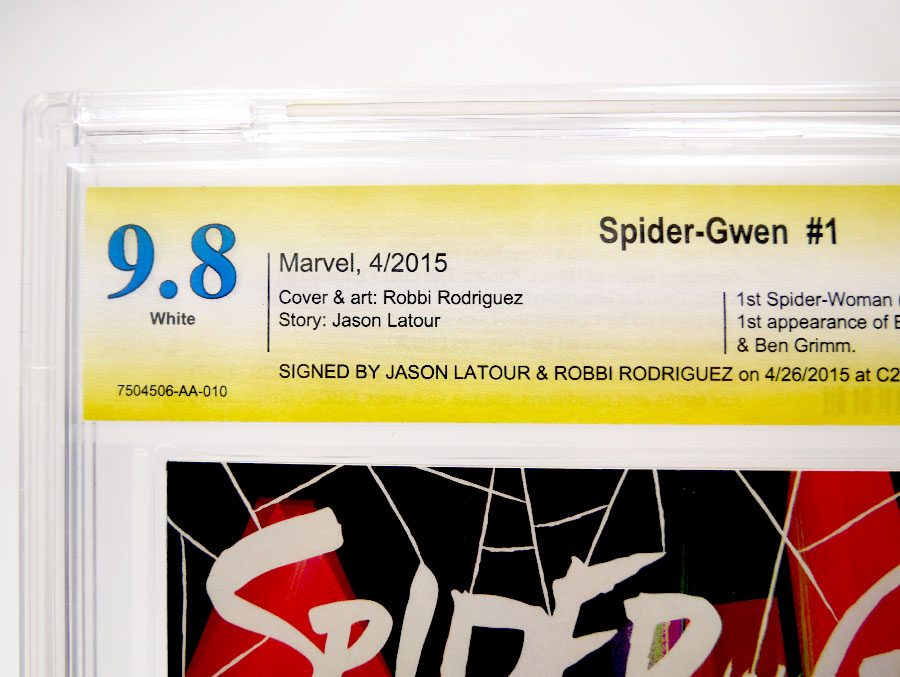 9.8
White
7504506-AA-010
Spider-Gwen #1
Marvel, 4/2015
Cover & art: Robbi Rodriguez
Story: Jason Latour
1st Spider-Woman
1st appearance of
& Ben Grimm.
SIGNED BY JASON LATOUR & ROBBI RODRIGUEZ on 4/26/2015 at C2
SPIDER